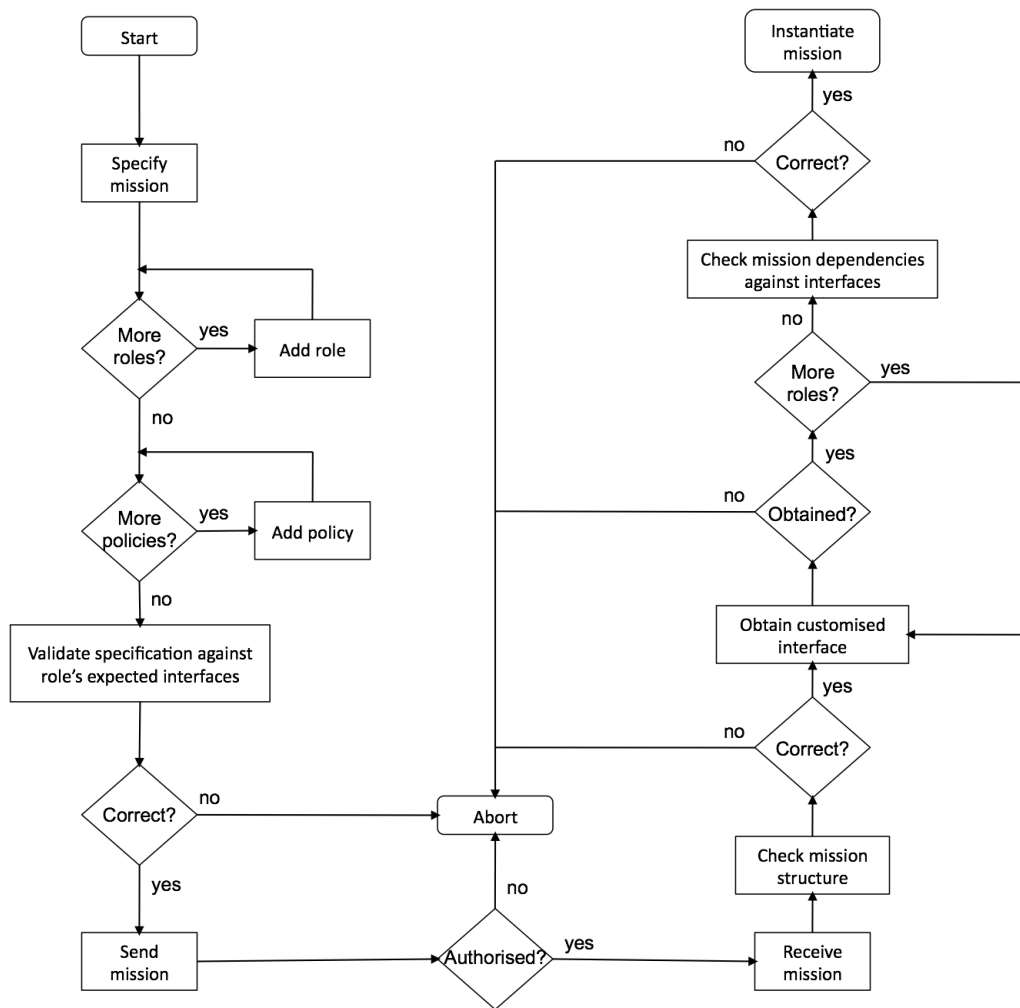 Start
Specify
mission
More
roles?
yes
Add role
no
More
policies?
yes
Add policy
no
Validate specification against
role's expected interfaces
Correct?
no
yes
Send
mission
Abort
no
Authorised?
yes
Instantiate
mission
yes
no
Correct?
Check mission dependencies
against interfaces
no
More
roles?
yes
yes
no
Obtained?
Obtain customised
interface
yes
no
Correct?
Check mission
structure
Receive
mission